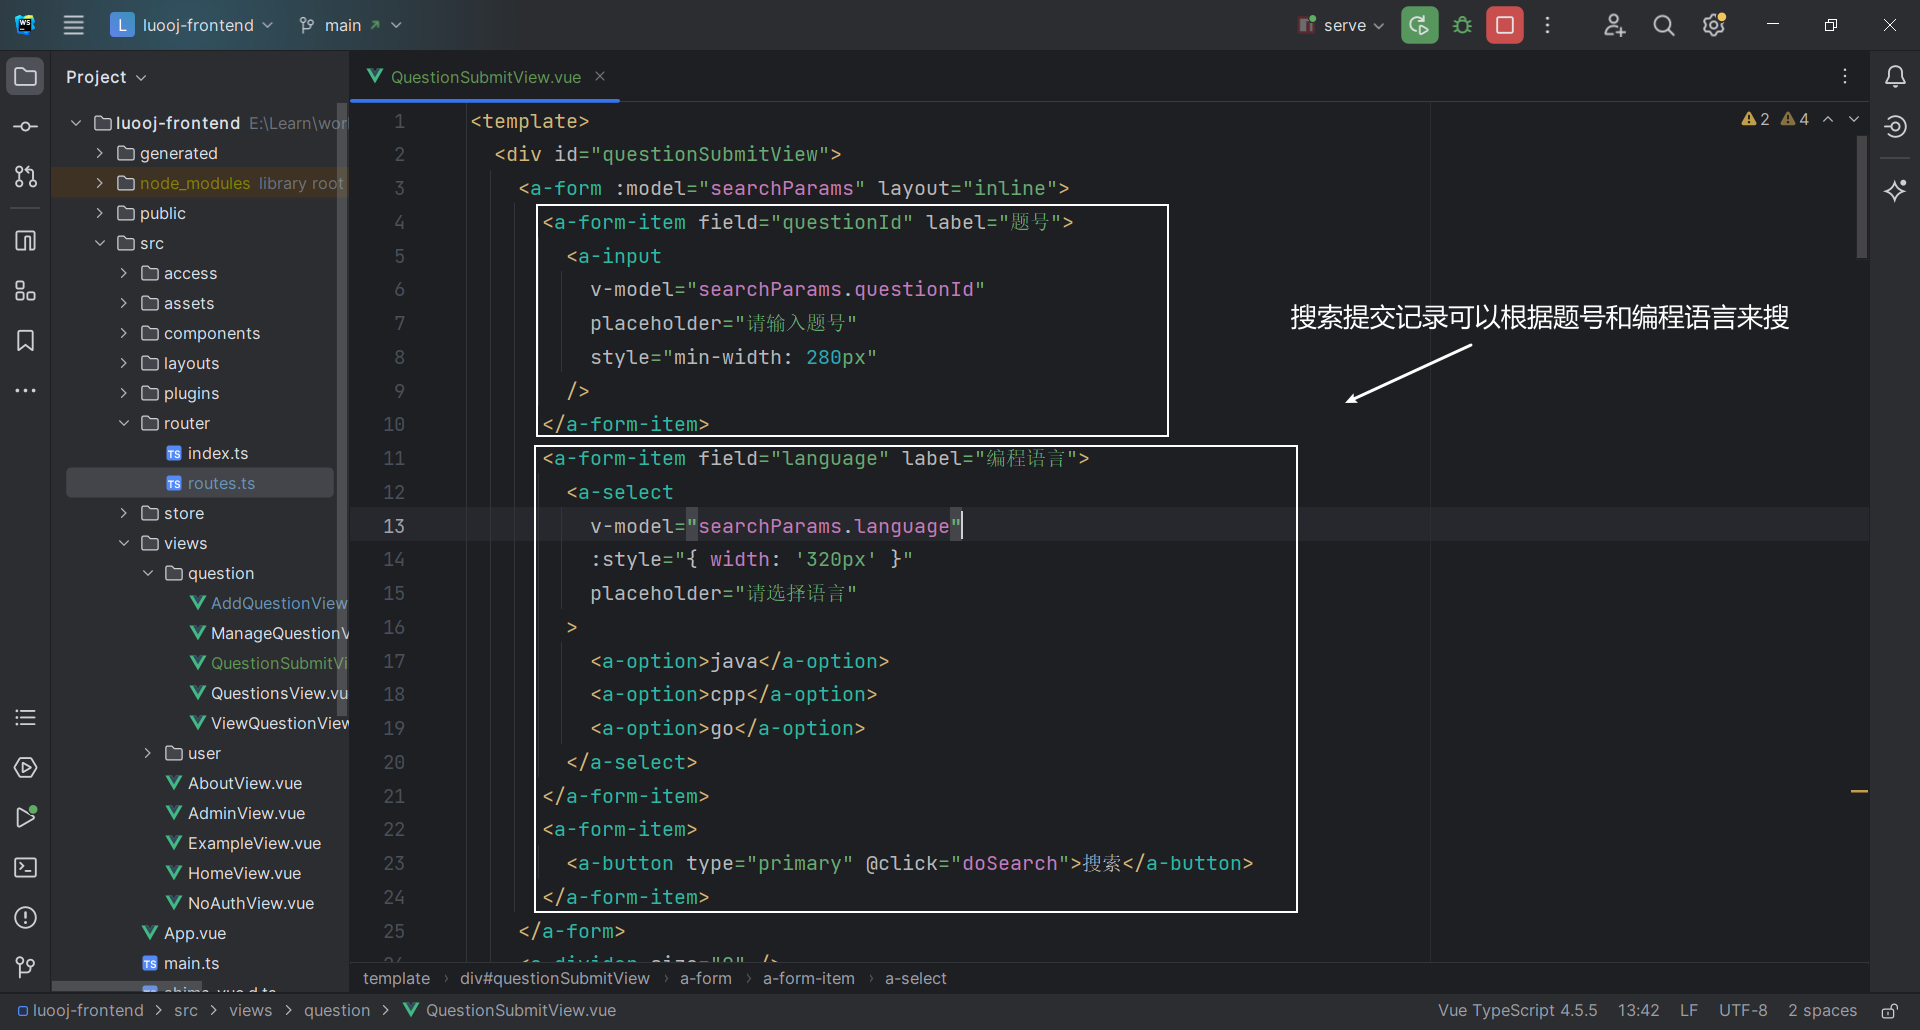 L luooj-frontend main serve
Project
QuestionSubmitView.vue
luooj-frontend E:\Learn\wor
generated
node_modules library root
public
src
access
assets
components
layouts
plugins
router
TS index.ts
TS routes.ts
store
views
question
AddQuestionView
ManageQuestionV
QuestionSubmitVi
QuestionsView.vu
ViewQuestionView
user
AboutView.vue
AdminView.vue
ExampleView.vue
HomeView.vue
NoAuthView.vue
App.vue
TS main.ts
2 4
1 <template>
2 <div id="questionSubmitView">
3 <a-form :model="searchParams" layout="inline">
4 <a-form-item field="questionId" label="题号">
5 <a-input
6 v-model="searchParams.questionId"
7 placeholder="请输入题号"
8 style="min-width: 280px"
9 />
10 </a-form-item>
11 <a-form-item field="language" label="编程语言">
12 <a-select
13 v-model="searchParams.language"
14 :style="{ width: '320px' }"
15 placeholder="请选择语言"
16 >
17 <a-option>java</a-option>
18 <a-option>cpp</a-option>
19 <a-option>go</a-option>
20 </a-select>
21 </a-form-item>
22 <a-form-item>
23 <a-button type="primary" @click="doSearch">搜索</a-button>
24 </a-form-item>
25 </a-form>
搜索提交记录可以根据题号和编程语言来搜
template › div#questionSubmitView › a-form › a-form-item › a-select
luooj-frontend > src > views > question > QuestionSubmitView.vue
Vue TypeScript 4.5.5 13:42 LF UTF-8 2 spaces